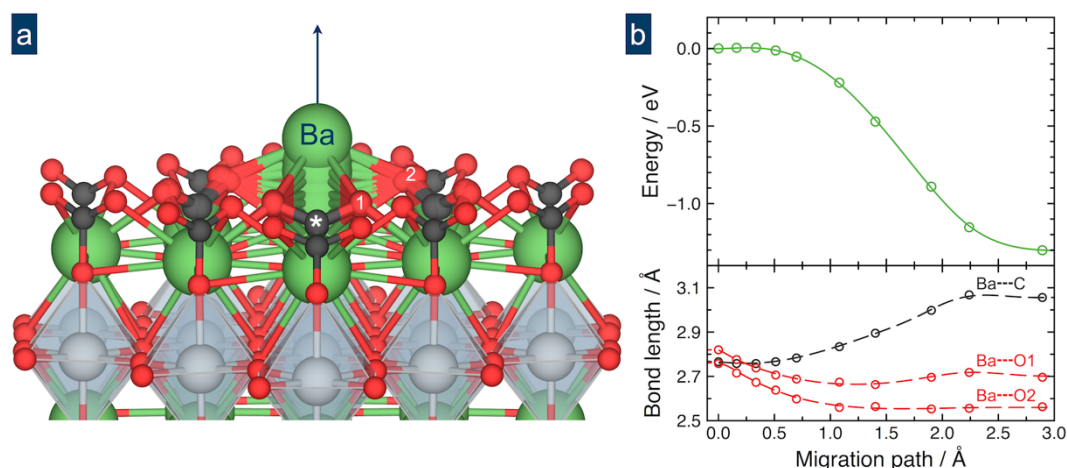 a
Ba
2
1
*
b
Energy / eV
0.0
−0.5
−1.0
Bond length / Å
3.1
2.9
2.7
2.5
Ba---C
Ba---O1
Ba---O2
0.0 0.5 1.0 1.5 2.0 2.5 3.0
Migration path / Å